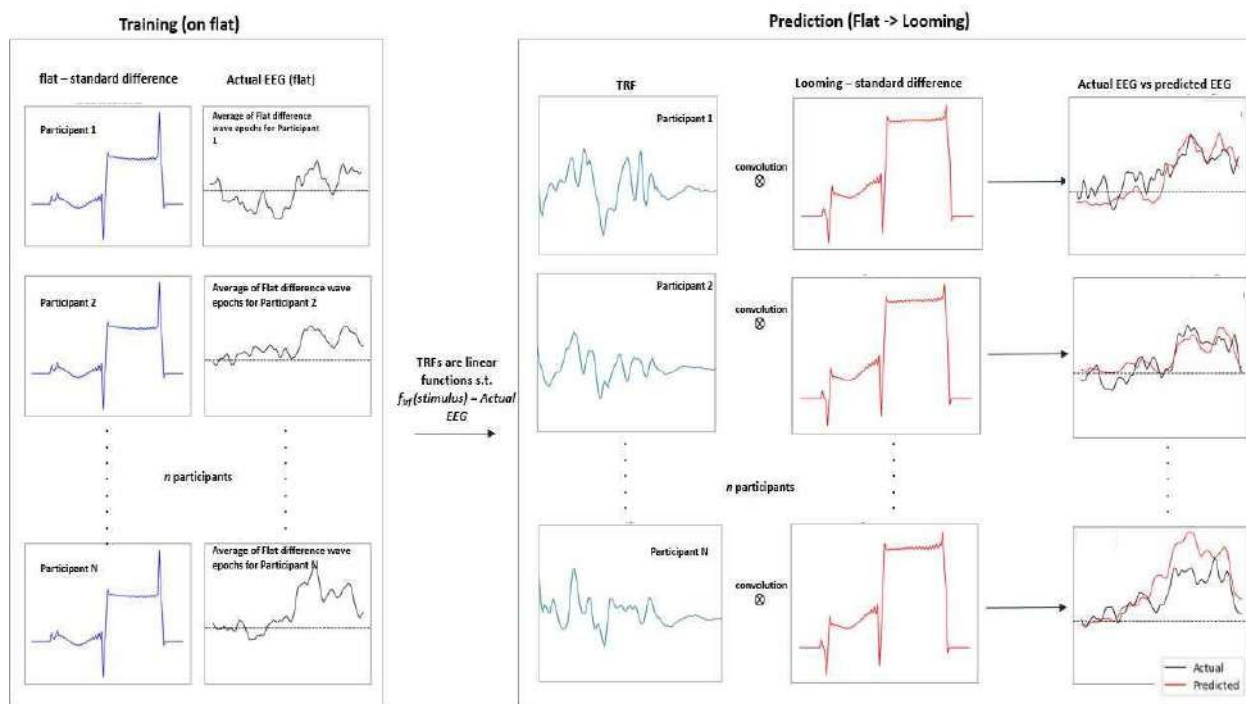 Training (on flat)
Prediction (Flat -> Looming)
flat – standard difference
Actual EEG (flat)
Participant 1
Average of Flat difference
wave epochs for Participant
1
Participant 2
Average of Flat difference wave
epochs for Participant 2
n participants
Participant N
Average of Flat difference wave
epochs for Participant N
TRFs are linear
functions s.t.
f_trf(stimulus) – Actual
EEG
TRF
Looming – standard difference
Actual EEG vs predicted EEG
Participant 1
convolution
⊗
Participant 2
convolution
⊗
n participants
Participant N
convolution
⊗
Actual
Predicted